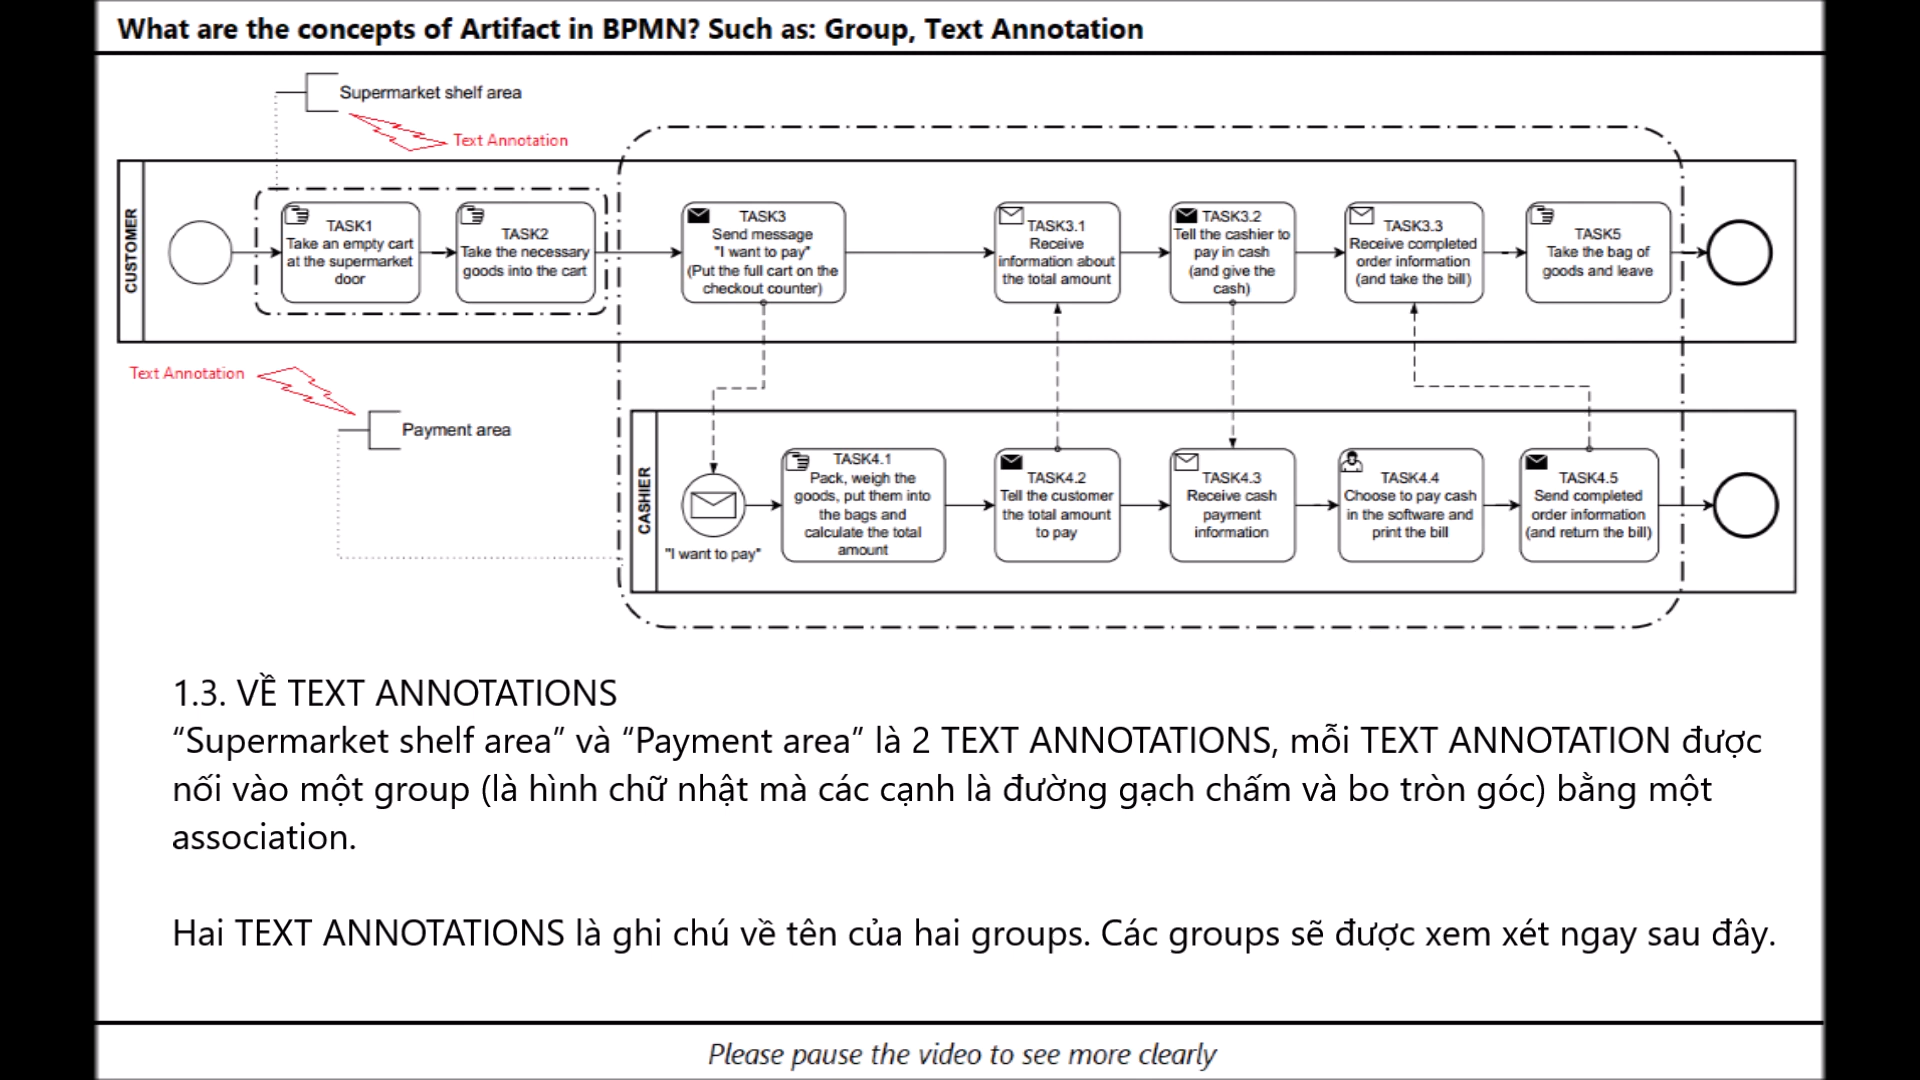 What are the concepts of Artifact in BPMN? Such as: Group, Text Annotation
Supermarket shelf area
Text Annotation
CUSTOMER
TASK1
Take an empty cart
at the supermarket
door
TASK2
Take the necessary
goods into the cart
TASK3
Send message
"I want to pay"
(Put the full cart on the
checkout counter)
TASK3.1
Receive
information about
the total amount
TASK3.2
Tell the cashier to
pay in cash
(and give the
cash)
TASK3.3
Receive completed
order information
(and take the bill)
TASK5
Take the bag of
goods and leave
Text Annotation
Payment area
CASHIER
"I want to pay"
TASK4.1
Pack, weigh the
goods, put them into
the bags and
calculate the total
amount
TASK4.2
Tell the customer
the total amount
to pay
TASK4.3
Receive cash
payment
information
TASK4.4
Choose to pay cash
in the software and
print the bill
TASK4.5
Send completed
order information
(and return the bill)
1.3. VỀ TEXT ANNOTATIONS
“Supermarket shelf area” và “Payment area” là 2 TEXT ANNOTATIONS, mỗi TEXT ANNOTATION được
nối vào một group (là hình chữ nhật mà các cạnh là đường gạch chấm và bo tròn góc) bằng một
association.
Hai TEXT ANNOTATIONS là ghi chú về tên của hai groups. Các groups sẽ được xem xét ngay sau đây.
Please pause the video to see more clearly